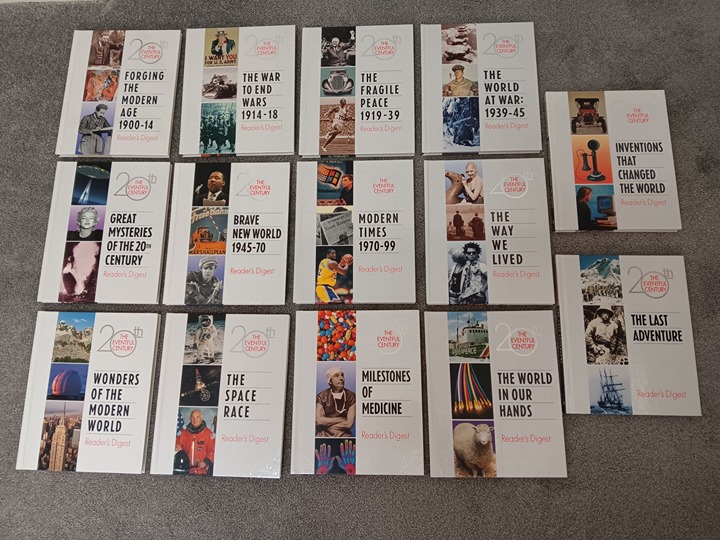 20th
THE EVENTFUL CENTURY
FORGING
THE
MODERN
AGE
1900-14
Reader's Digest
I WANT YOU
FOR U.S. ARMY
20th
THE EVENTFUL CENTURY
THE WAR
TO END
WARS
1914-18
Reader's Digest
20th
THE EVENTFUL CENTURY
THE
FRAGILE
PEACE
1919-39
Reader's Digest
20th
THE EVENTFUL CENTURY
THE
WORLD
AT WAR:
1939-45
Reader's Digest
20th
THE EVENTFUL CENTURY
INVENTIONS
THAT
CHANGED
THE WORLD
Reader's Digest
20th
THE EVENTFUL CENTURY
GREAT
MYSTERIES
OF THE 20TH
CENTURY
Reader's Digest
20th
THE EVENTFUL CENTURY
MARSHALLPLAN
BRAVE
NEW WORLD
1945-70
Reader's Digest
20th
THE EVENTFUL CENTURY
MODERN
TIMES
1970-99
Reader's Digest
20th
THE EVENTFUL CENTURY
THE
WAY
WE
LIVED
Reader's Digest
20th
THE EVENTFUL CENTURY
THE LAST
ADVENTURE
Reader's Digest
20th
THE EVENTFUL CENTURY
WONDERS
OF THE
MODERN
WORLD
Reader's Digest
20th
THE EVENTFUL CENTURY
THE
SPACE
RACE
Reader's Digest
20th
THE EVENTFUL CENTURY
MILESTONES
OF
MEDICINE
Reader's Digest
20th
THE EVENTFUL CENTURY
THE WORLD
IN OUR
HANDS
Reader's Digest